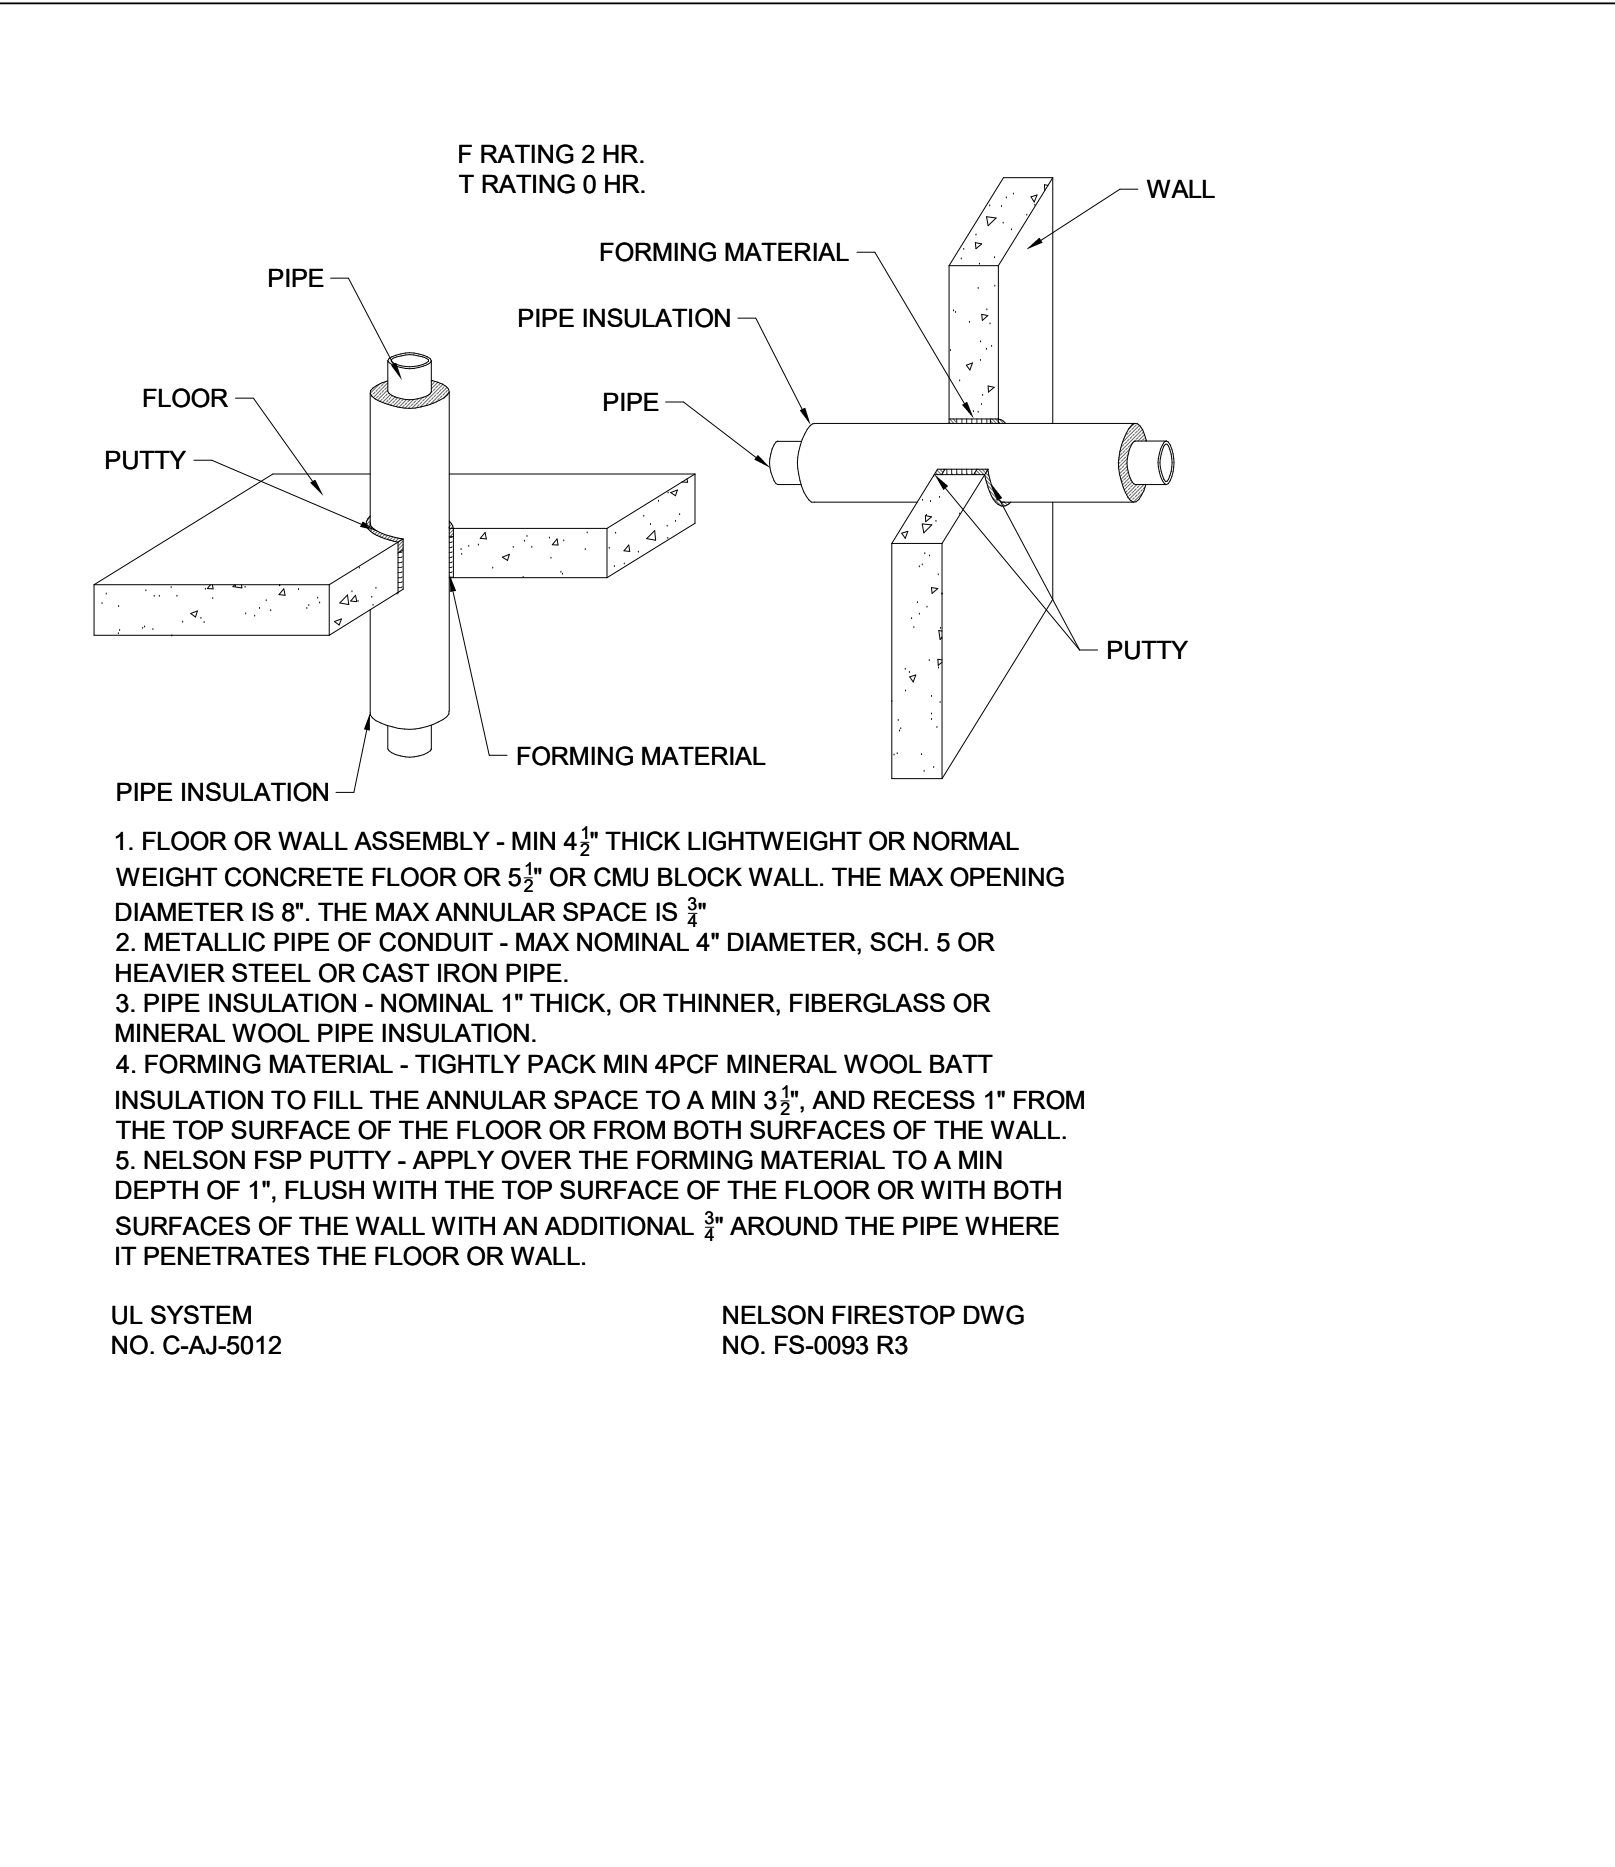 F RATING 2 HR.
T RATING 0 HR.
WALL
FORMING MATERIAL
PIPE
PIPE INSULATION
FLOOR
PIPE
PUTTY
PUTTY
FORMING MATERIAL
PIPE INSULATION
1. FLOOR OR WALL ASSEMBLY - MIN 4 1/2" THICK LIGHTWEIGHT OR NORMAL
WEIGHT CONCRETE FLOOR OR 5 1/2" OR CMU BLOCK WALL. THE MAX OPENING
DIAMETER IS 8". THE MAX ANNULAR SPACE IS 3/4"
2. METALLIC PIPE OF CONDUIT - MAX NOMINAL 4" DIAMETER, SCH. 5 OR
HEAVIER STEEL OR CAST IRON PIPE.
3. PIPE INSULATION - NOMINAL 1" THICK, OR THINNER, FIBERGLASS OR
MINERAL WOOL PIPE INSULATION.
4. FORMING MATERIAL - TIGHTLY PACK MIN 4PCF MINERAL WOOL BATT
INSULATION TO FILL THE ANNULAR SPACE TO A MIN 3 1/2", AND RECESS 1" FROM
THE TOP SURFACE OF THE FLOOR OR FROM BOTH SURFACES OF THE WALL.
5. NELSON FSP PUTTY - APPLY OVER THE FORMING MATERIAL TO A MIN
DEPTH OF 1", FLUSH WITH THE TOP SURFACE OF THE FLOOR OR WITH BOTH
SURFACES OF THE WALL WITH AN ADDITIONAL 3/4" AROUND THE PIPE WHERE
IT PENETRATES THE FLOOR OR WALL.
UL SYSTEM
NO. C-AJ-5012
NELSON FIRESTOP DWG
NO. FS-0093 R3